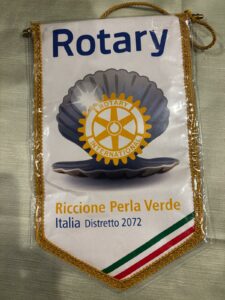 Rotary
ROTARY
INTERNATIONAL
Riccione Perla Verde
Italia Distretto 2072